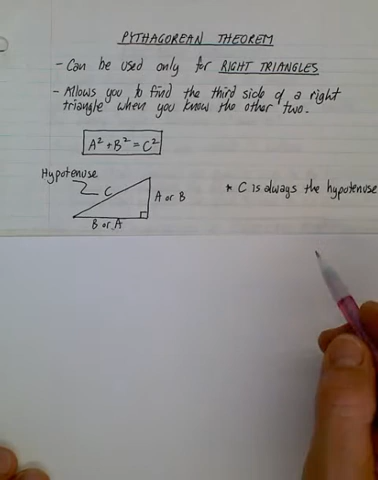 PYTHAGOREAN THEOREM
- Can be used only for RIGHT TRIANGLES
- Allows you to find the third side of a right
triangle when you know the other two.
A² + B² = C²
Hypotenuse
C
A or B
* C is always the hypotenuse
B or A